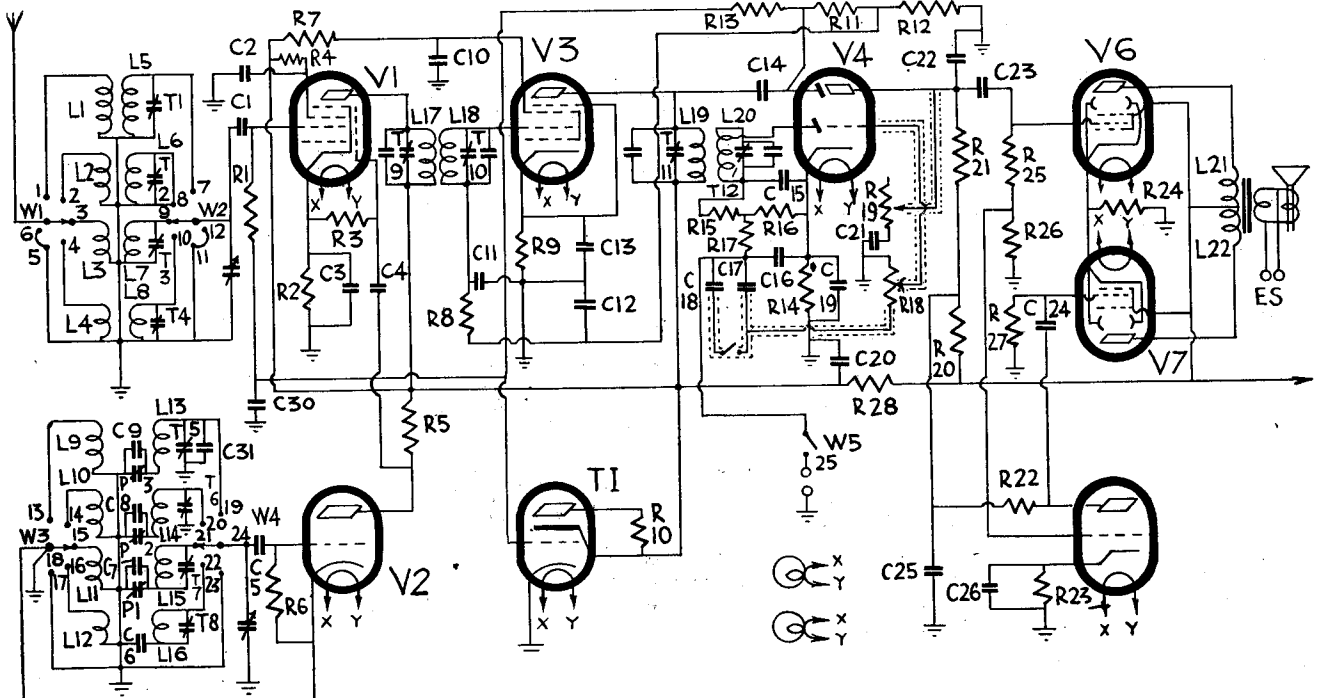 R7
R13
R11
R12
C2
R4
V1
C10
V3
V4
C22
V6
L5
L1
T1
C1
C14
C23
L6
L17
L18
L19
L20
T
9
T
10
T
11
R
21
L2
T
2
R1
T12
C
15
R
19
R
25
R24
L21
1
2
8
7
W1
3
9
W2
X
Y
X
Y
X
Y
X
Y
6
4
10
12
5
11
R3
R9
C13
R15
R16
R17
C21
R26
L22
L3
L7
T
3
L8
R2
C3
C4
C11
C
18
C17
C16
R14
C
19
R18
R
27
C
24
ES
L4
T4
R8
C12
R
20
V7
C20
R28
C30
R5
L13
C9
L9
T
5
C31
W5
25
L10
P
3
C
8
T
6
TI
R22
13
14
15
19
20
W3
L14
21
24
W4
R
10
18
16
17
C7
P
2
22
23
C
5
V2
C25
C26
R23
L11
P1
L15
T
7
R6
L12
C
6
T8
L16
X
Y
X
Y
X
Y
X
Y
X
Y